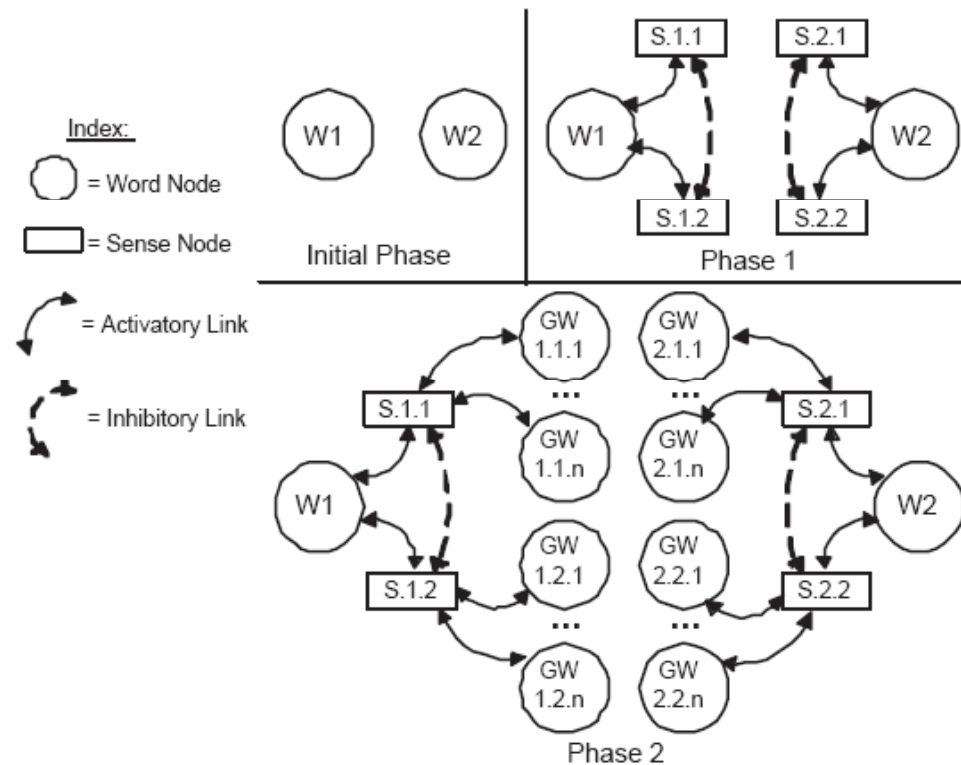 Index:
= Word Node
= Sense Node
= Activatory Link
= Inhibitory Link
W1
W2
Initial Phase
S.1.1
S.2.1
W1
W2
S.1.2
S.2.2
Phase 1
GW
1.1.1
GW
2.1.1
...
...
S.1.1
S.2.1
GW
1.1.n
GW
2.1.n
W1
W2
GW
1.2.1
GW
2.2.1
S.1.2
S.2.2
...
...
GW
1.2.n
GW
2.2.n
Phase 2